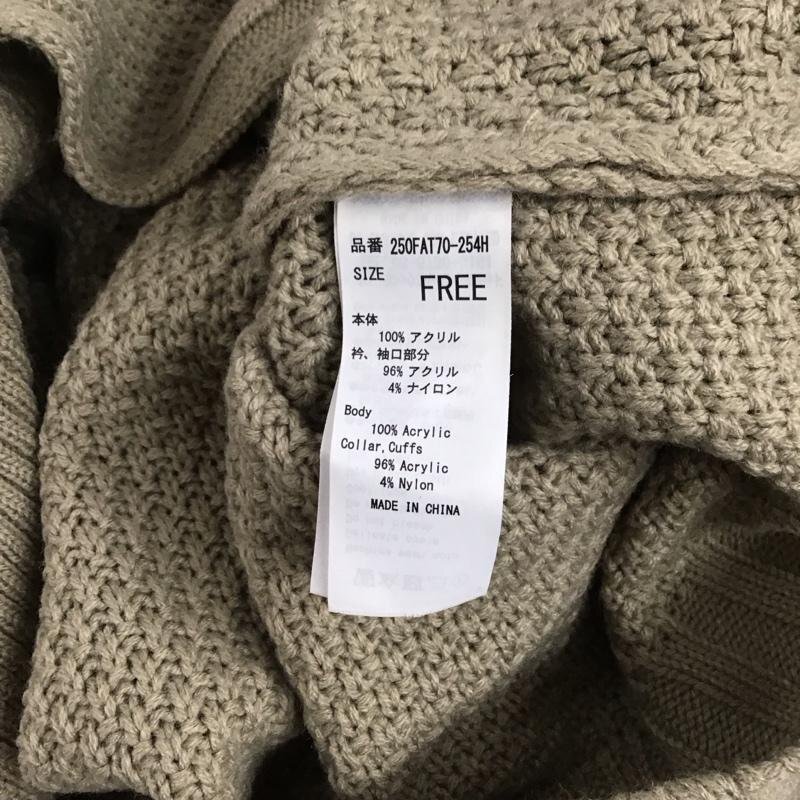 品番 250FAT70-254H
SIZE FREE
本体
100% アクリル
衿、袖口部分
96% アクリル
4% ナイロン
Body
100% Acrylic
Collar,Cuffs
96% Acrylic
4% Nylon
MADE IN CHINA